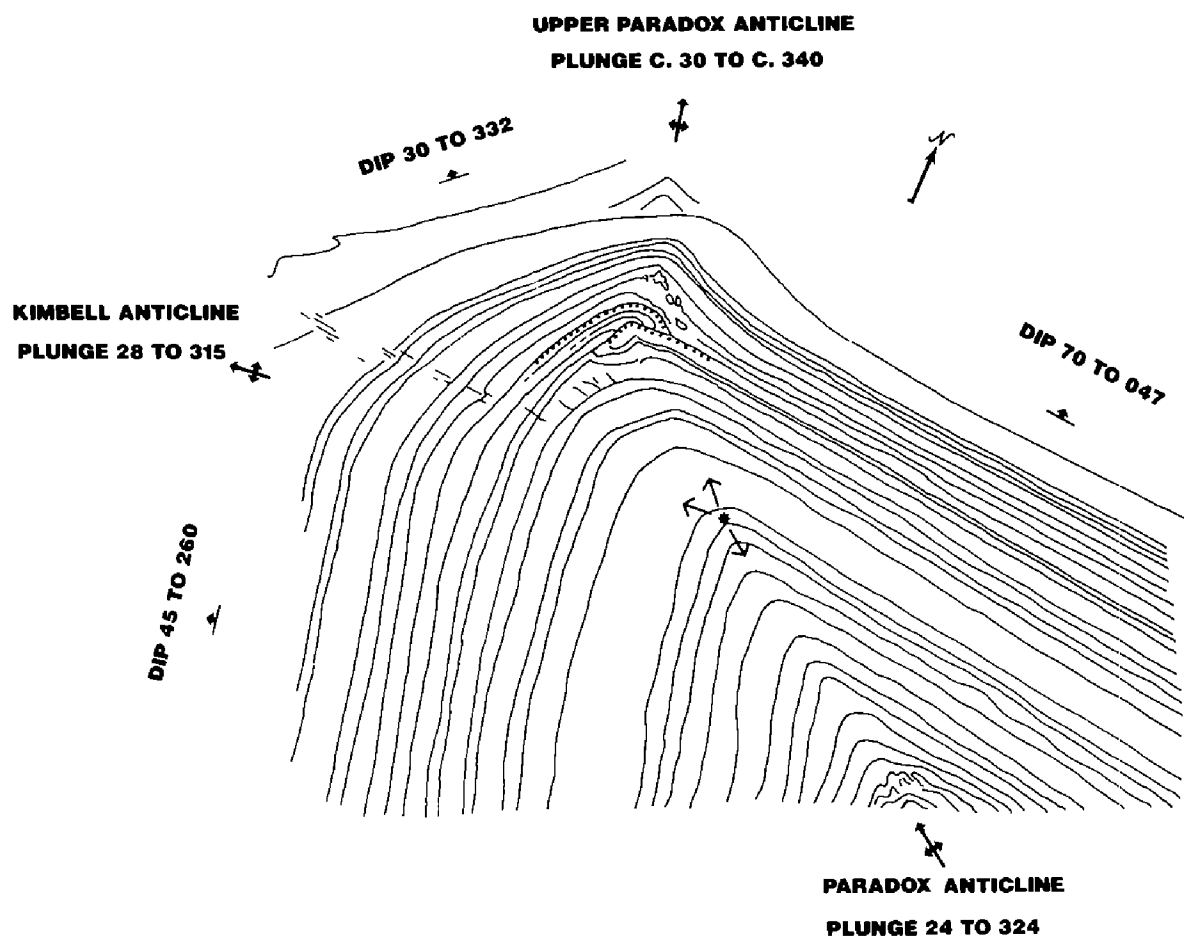 UPPER PARADOX ANTICLINE
PLUNGE C. 30 TO C. 340
DIP 30 TO 332
N
KIMBELL ANTICLINE
PLUNGE 28 TO 315
DIP 70 TO 047
DIP 45 TO 260
PARADOX ANTICLINE
PLUNGE 24 TO 324